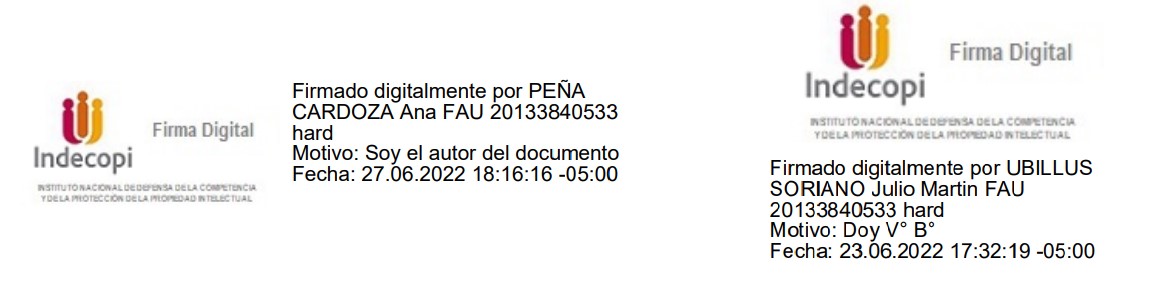 Indecopi
Firma Digital
INSTITUTO NACIONAL DE DEFENSA DE LA COMPETENCIA
Y DE LA PROTECCIÓN DE LA PROPIEDAD INTELECTUAL
Firmado digitalmente por PEÑA
CARDOZA Ana FAU 20133840533
hard
Motivo: Soy el autor del documento
Fecha: 27.06.2022 18:16:16 -05:00
Indecopi
Firma Digital
INSTITUTO NACIONAL DE DEFENSA DE LA COMPETENCIA
Y DE LA PROTECCIÓN DE LA PROPIEDAD INTELECTUAL
Firmado digitalmente por UBILLUS
SORIANO Julio Martin FAU
20133840533 hard
Motivo: Doy V° B°
Fecha: 23.06.2022 17:32:19 -05:00